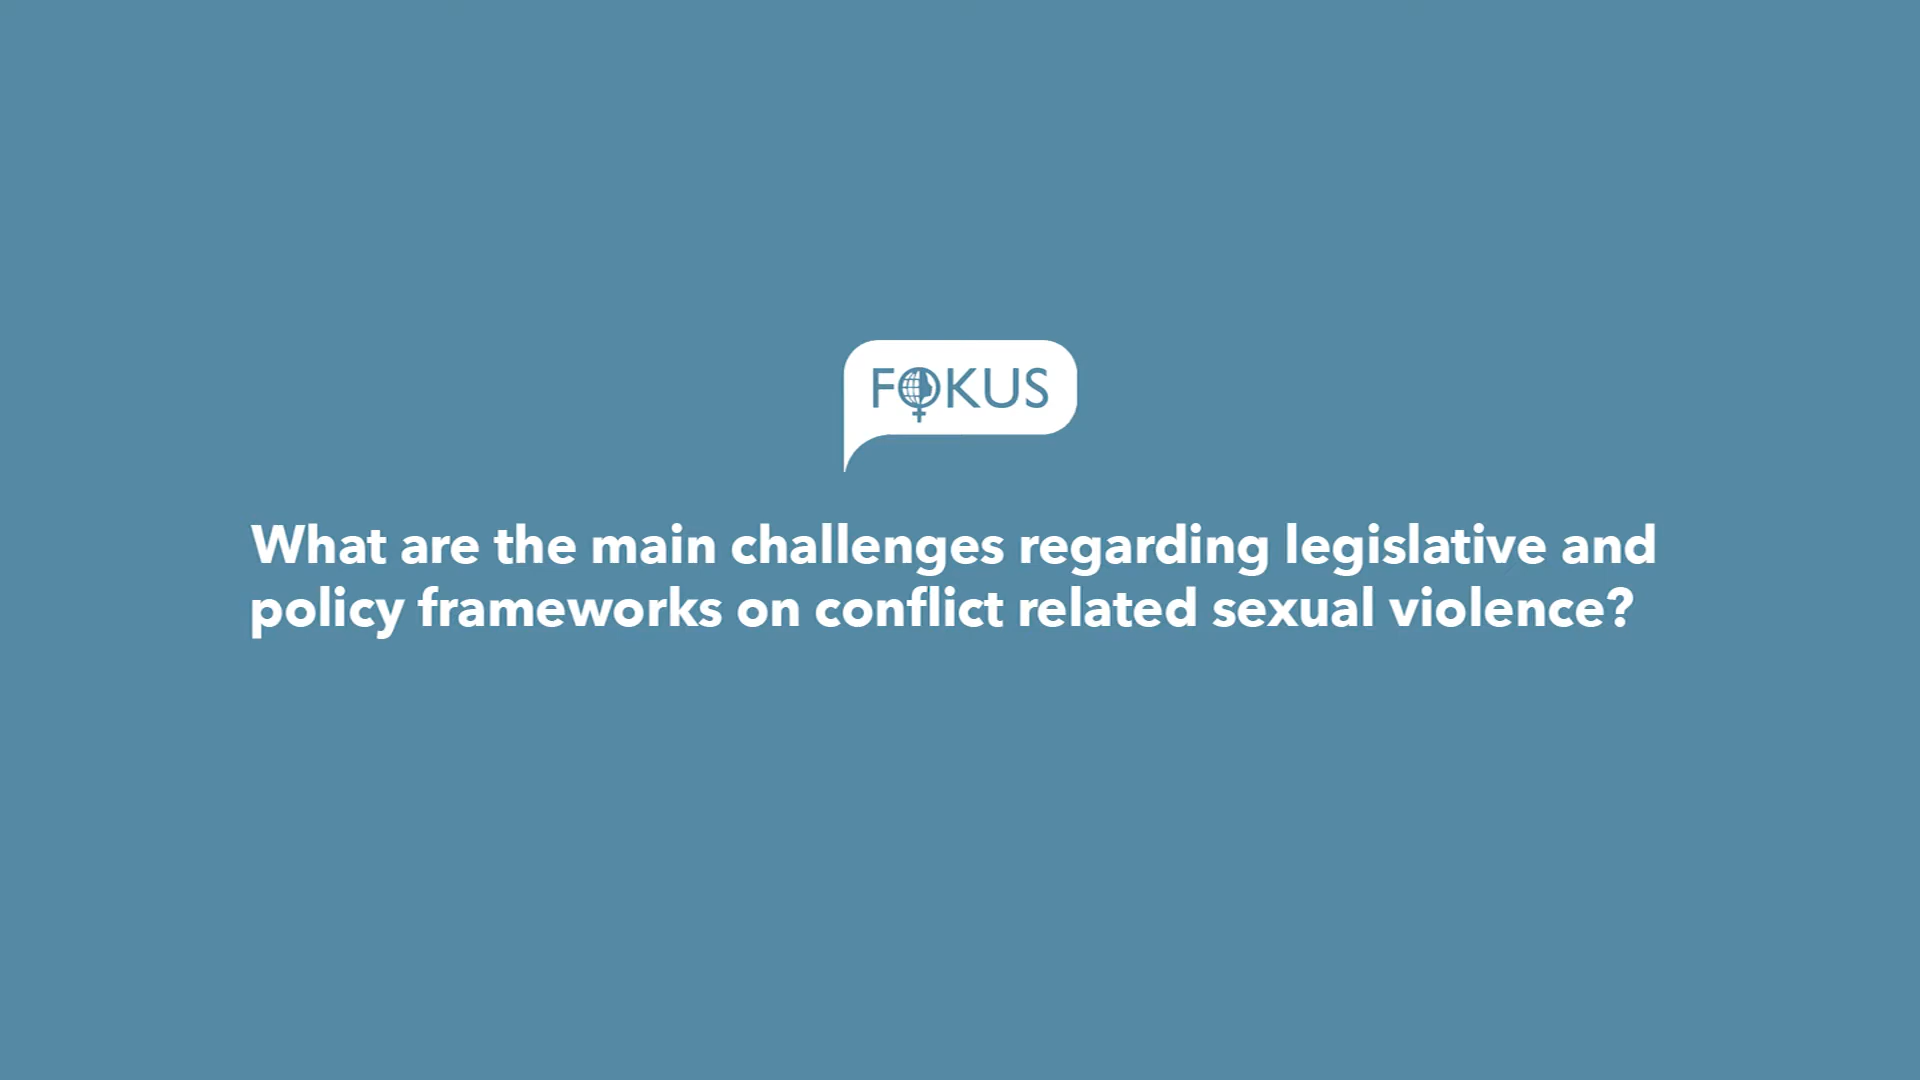 FOKUS
What are the main challenges regarding legislative and
policy frameworks on conflict related sexual violence?